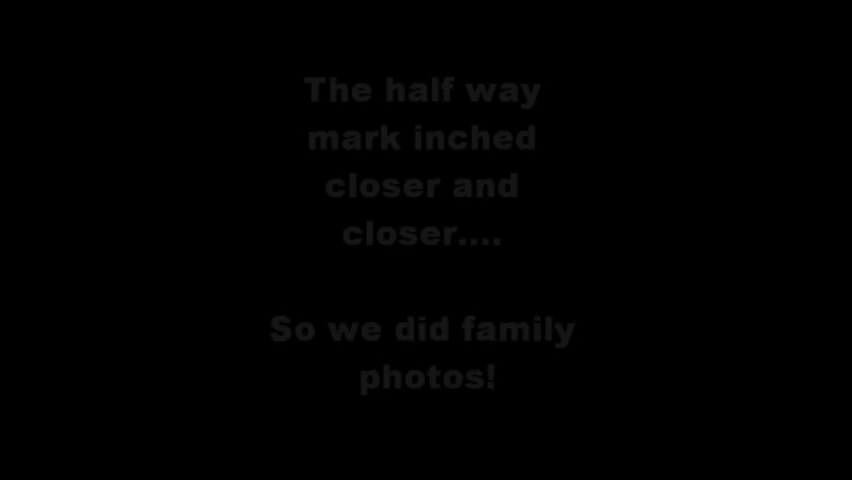 The half way
mark inched
closer and
closer....
So we did family
photos!